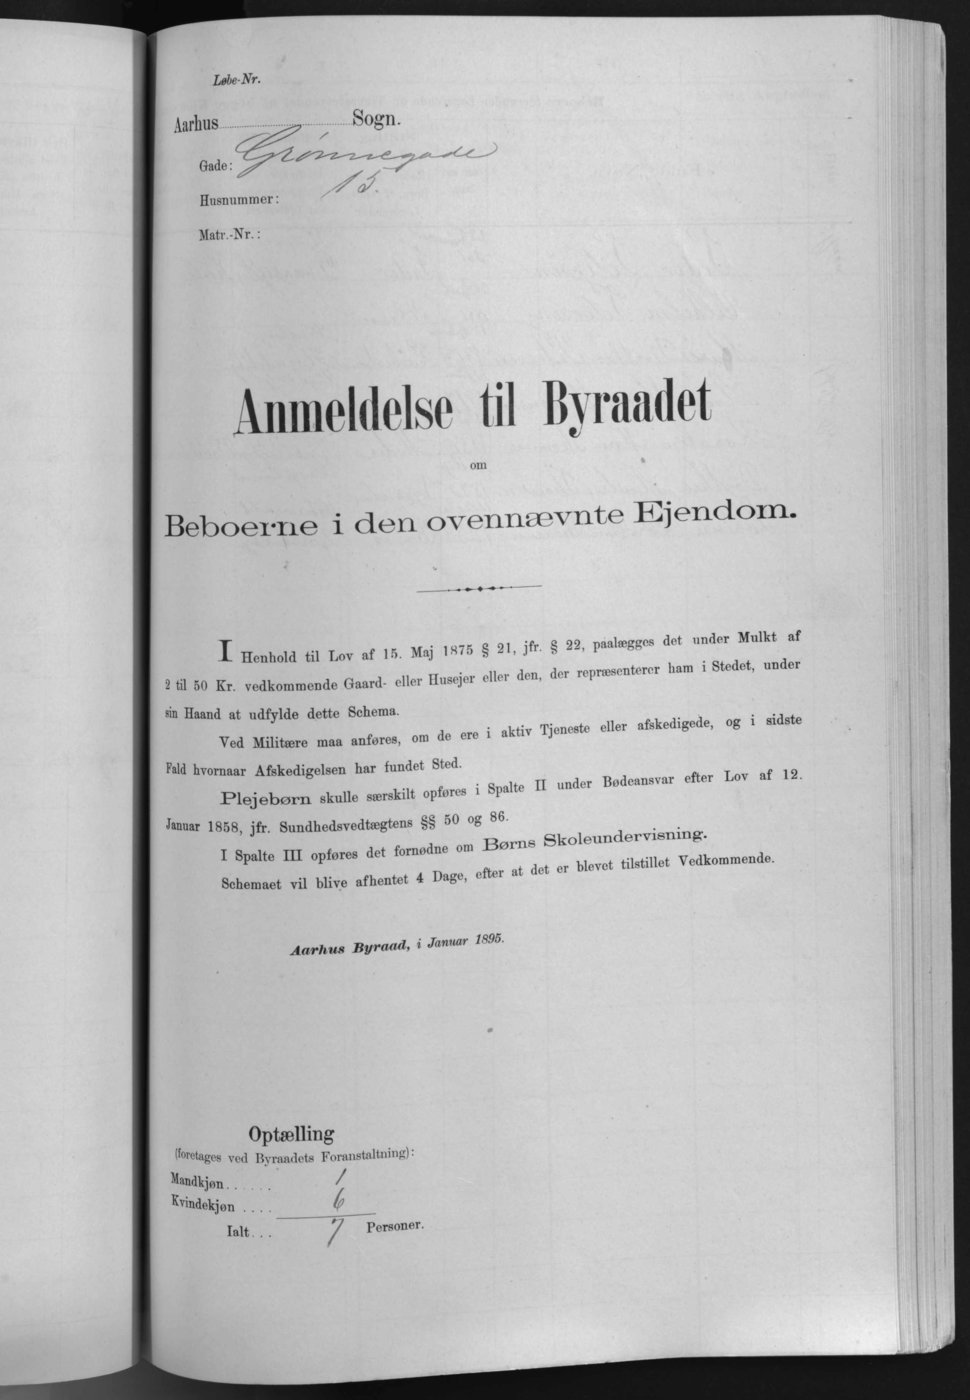 Løbe-Nr.
Aarhus Sogn.
Gade: Grønnegade
Husnummer: 15.
Matr.-Nr.:
Anmeldelse til Byraadet
om
Beboerne i den ovennævnte Ejendom.
I Henhold til Lov af 15. Maj 1875 § 21, jfr. § 22, paalægges det under Mulkt af
2 til 50 Kr. vedkommende Gaard- eller Husejer eller den, der repræsenterer ham i Stedet, under
sin Haand at udfylde dette Schema.
Ved Militære maa anføres, om de ere i aktiv Tjeneste eller afskedigede, og i sidste
Fald hvornaar Afskedigelsen har fundet Sted.
Plejebørn skulle særskilt opføres i Spalte II under Bødeansvar efter Lov af 12.
Januar 1858, jfr. Sundhedsvedtægtens §§ 50 og 86.
I Spalte III opføres det fornødne om Børns Skoleundervisning.
Schemaet vil blive afhentet 4 Dage, efter at det er blevet tilstillet Vedkommende.
Aarhus Byraad, i Januar 1895.
Optælling
(foretages ved Byraadets Foranstaltning):
Mandkjøn...... 1
Kvindekjøn .... 6
Ialt... 7 Personer.